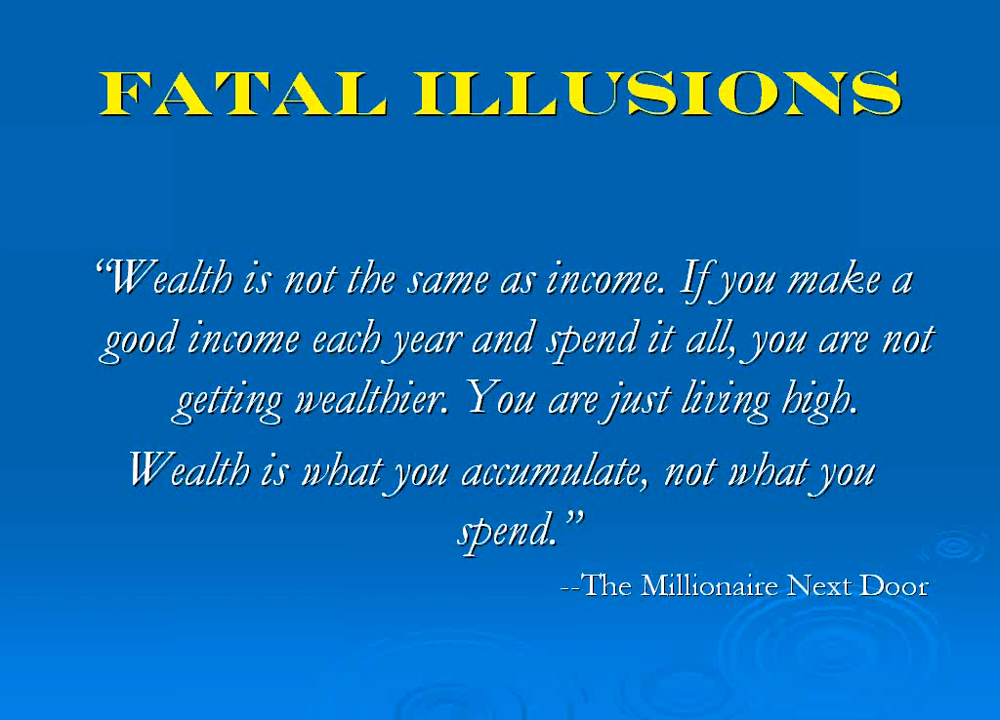 FATAL ILLUSIONS
“Wealth is not the same as income. If you make a
good income each year and spend it all, you are not
getting wealthier. You are just living high.
Wealth is what you accumulate, not what you
spend.”
--The Millionaire Next Door